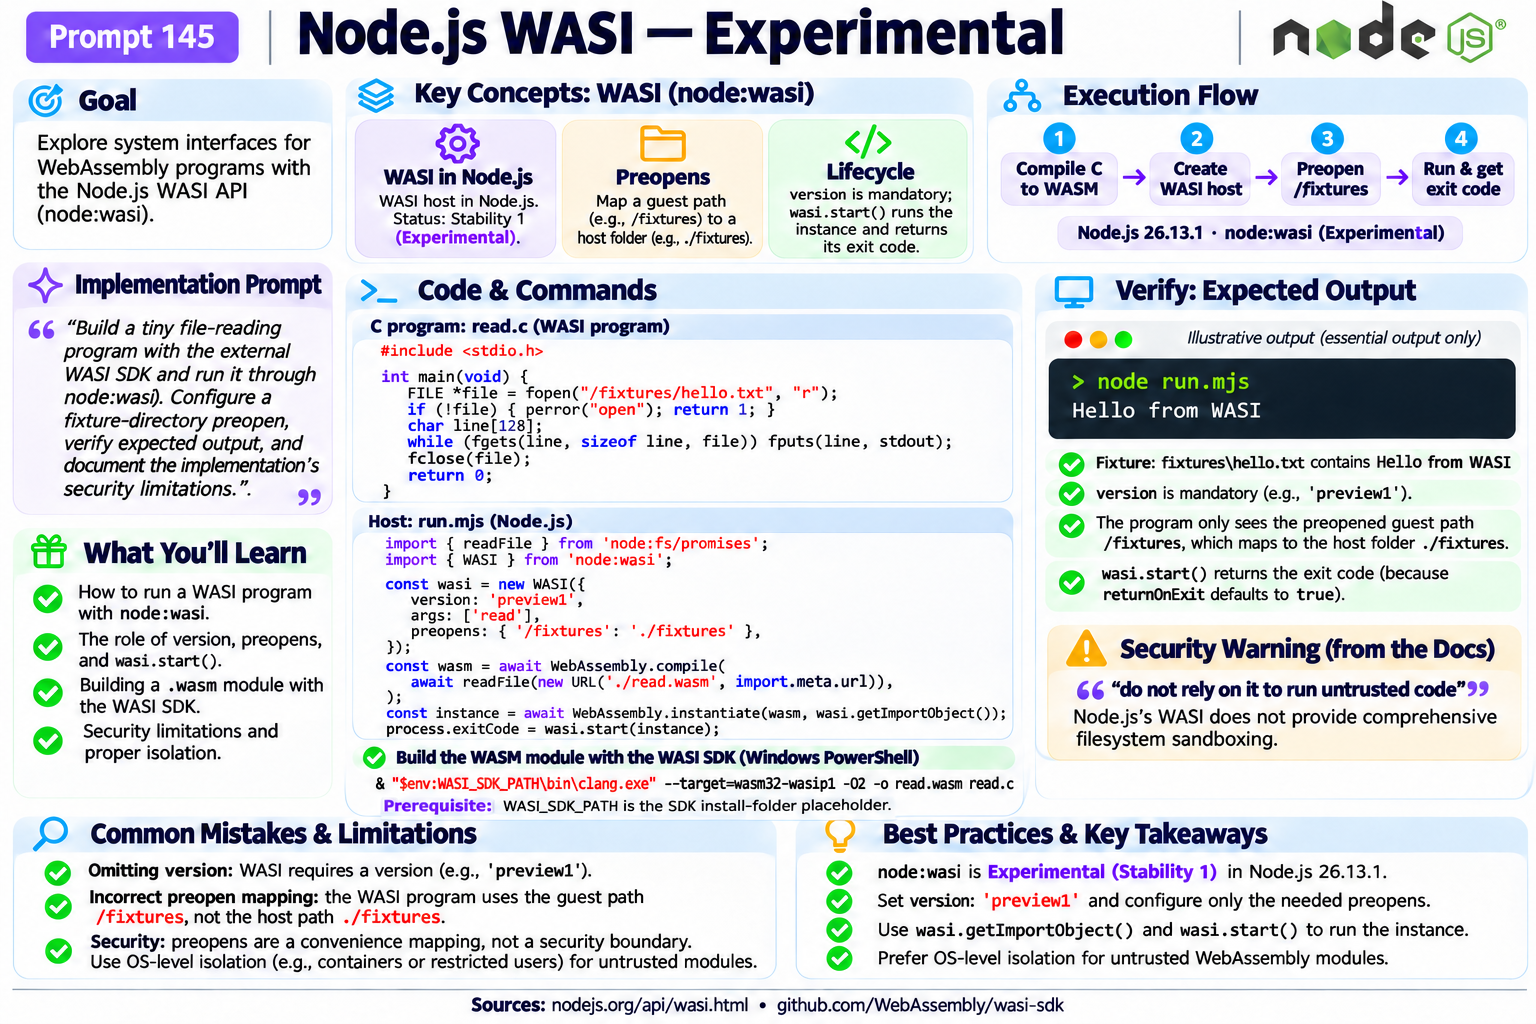 Prompt 145
Node.js WASI — Experimental
node JS ®
Goal
Explore system interfaces for
WebAssembly programs with
the Node.js WASI API
(node:wasi).
Key Concepts: WASI (node:wasi)
WASI in Node.js
WASI host in Node.js.
Status: Stability 1
(Experimental).
Preopens
Map a guest path
(e.g., /fixtures) to a
host folder (e.g., ./fixtures).
</>
Lifecycle
version is mandatory;
wasi.start() runs the
instance and returns
its exit code.
Execution Flow
1
Compile C
to WASM
2
Create
WASI host
3
Preopen
/fixtures
4
Run & get
exit code
Node.js 26.13.1 · node:wasi (Experimental)
Implementation Prompt
“ “Build a tiny file-reading
program with the external
WASI SDK and run it through
node:wasi). Configure a
fixture-directory preopen,
verify expected output, and
document the implementation’s
security limitations.”. ”
What You’ll Learn
How to run a WASI program
with node:wasi.
The role of version, preopens,
and wasi.start().
Building a .wasm module with
the WASI SDK.
Security limitations and
proper isolation.
>_ Code & Commands
C program: read.c (WASI program)
#include <stdio.h>
int main(void) {
FILE *file = fopen("/fixtures/hello.txt", "r");
if (!file) { perror("open"); return 1; }
char line[128];
while (fgets(line, sizeof line, file)) fputs(line, stdout);
fclose(file);
return 0;
}
Host: run.mjs (Node.js)
import { readFile } from 'node:fs/promises';
import { WASI } from 'node:wasi';
const wasi = new WASI({
version: 'preview1',
args: ['read'],
preopens: { '/fixtures': './fixtures' },
});
const wasm = await WebAssembly.compile(
await readFile(new URL('./read.wasm', import.meta.url)),
);
const instance = await WebAssembly.instantiate(wasm, wasi.getImportObject());
process.exitCode = wasi.start(instance);
Build the WASM module with the WASI SDK (Windows PowerShell)
& "$env:WASI_SDK_PATH\bin\clang.exe" --target=wasm32-wasip1 -O2 -o read.wasm read.c
Prerequisite: WASI_SDK_PATH is the SDK install-folder placeholder.
Verify: Expected Output
Illustrative output (essential output only)
> node run.mjs
Hello from WASI
Fixture: fixtures\hello.txt contains Hello from WASI
version is mandatory (e.g., 'preview1').
The program only sees the preopened guest path
/fixtures, which maps to the host folder ./fixtures.
wasi.start() returns the exit code (because
returnOnExit defaults to true).
Security Warning (from the Docs)
“ “do not rely on it to run untrusted code” ”
Node.js’s WASI does not provide comprehensive
filesystem sandboxing.
Common Mistakes & Limitations
Omitting version: WASI requires a version (e.g., 'preview1').
Incorrect preopen mapping: the WASI program uses the guest path
/fixtures, not the host path ./fixtures.
Security: preopens are a convenience mapping, not a security boundary.
Use OS-level isolation (e.g., containers or restricted users) for untrusted modules.
Best Practices & Key Takeaways
node:wasi is Experimental (Stability 1) in Node.js 26.13.1.
Set version: 'preview1' and configure only the needed preopens.
Use wasi.getImportObject() and wasi.start() to run the instance.
Prefer OS-level isolation for untrusted WebAssembly modules.
Sources: nodejs.org/api/wasi.html • github.com/WebAssembly/wasi-sdk